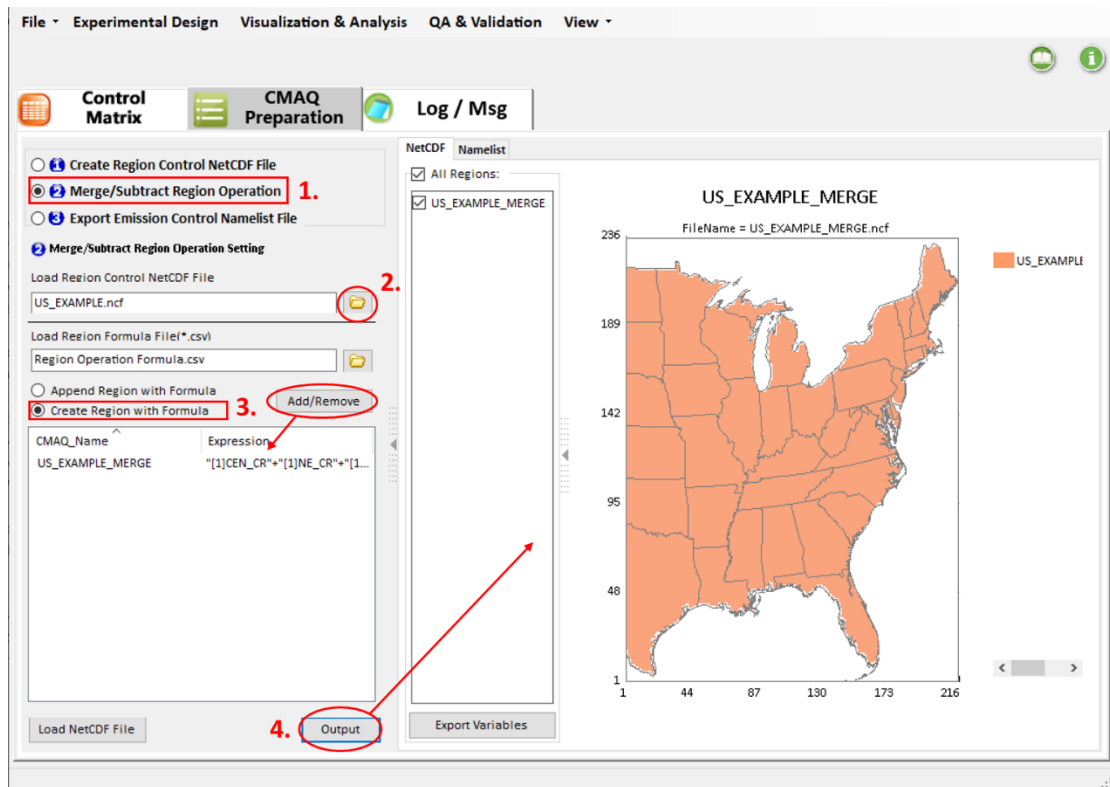 File Experimental Design Visualization & Analysis QA & Validation View
Control Matrix
CMAQ Preparation
Log / Msg
1 Create Region Control NetCDF File
2 Merge/Subtract Region Operation
1.
3 Export Emission Control Namelist File
2 Merge/Subtract Region Operation Setting
Load Region Control NetCDF File
2.
US_EXAMPLE.ncf
Load Region Formula File(*.csv)
Region Operation Formula.csv
Append Region with Formula
Create Region with Formula
3.
Add/Remove
CMAQ_Name Expression
US_EXAMPLE_MERGE "[1]CEN_CR"+"[1]NE_CR"+"[1...
Load NetCDF File
4.
Output
NetCDF Namelist
All Regions:
US_EXAMPLE_MERGE
Export Variables
US_EXAMPLE_MERGE
FileName = US_EXAMPLE_MERGE.ncf
236
189
142
95
48
1
1 44 87 130 173 216
US_EXAMPLE